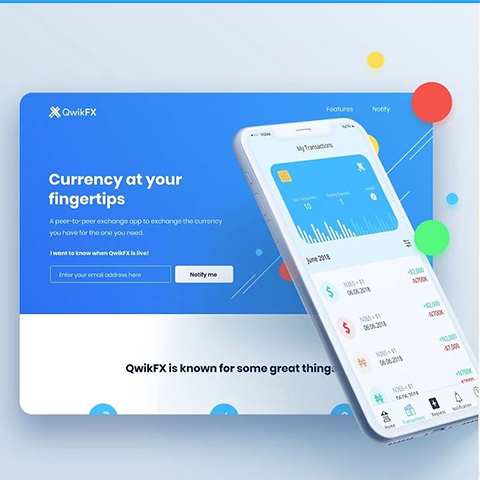 QwikFX
Features
Notify
Currency at your
fingertips
A peer-to-peer exchange app to exchange the currency
you have for the one you need.
I want to know when QwikFX is live!
Enter your email address here
Notify me
QwikFX is known for some great things
My Transactions
10
1
June 2018
N365 = $1
06.06.2018
+$2,000
-N700K
N365 = $1
06.06.2018
+$2,000
-N700K
N365 = $1
06.06.2018
+N2,000
-$7,000
N365 = $1
06.06.2018
+N700K
Home
Transactions
Request
Notification